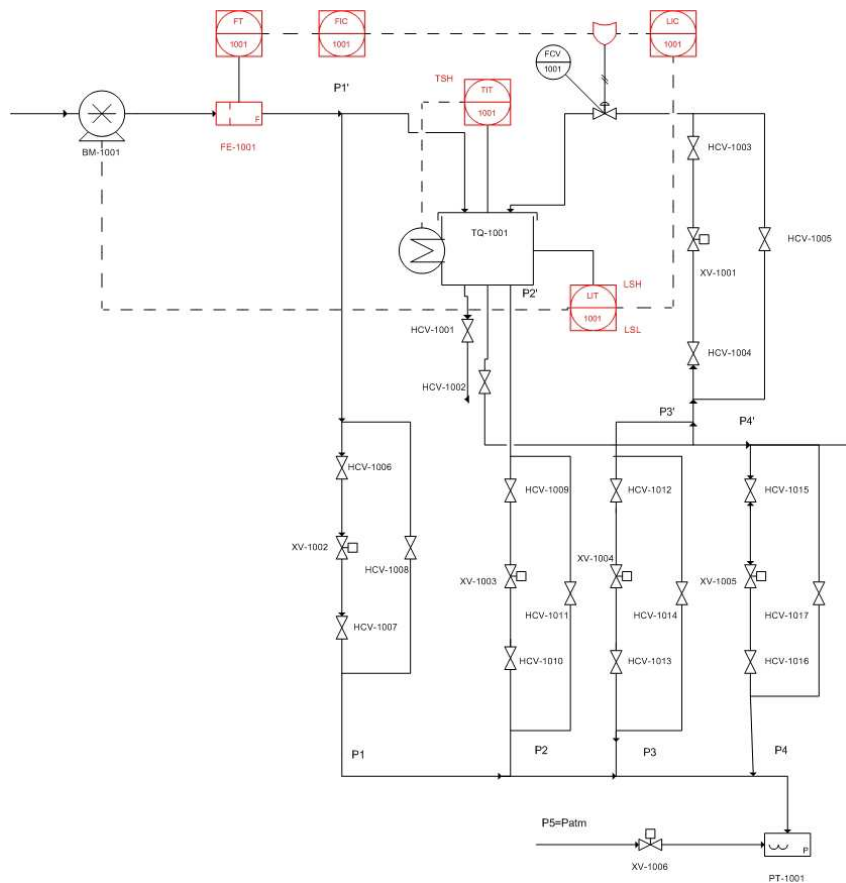 FT
1001
FIC
1001
LIC
1001
FCV
1001
TSH
TIT
1001
P1'
F
BM-1001
FE-1001
HCV-1003
TQ-1001
HCV-1005
XV-1001
P2'
LSH
LIT
1001
LSL
HCV-1001
HCV-1004
HCV-1002
P3'
P4'
HCV-1006
HCV-1009
HCV-1012
HCV-1015
XV-1002
HCV-1008
XV-1004
XV-1003
XV-1005
HCV-1007
HCV-1011
HCV-1014
HCV-1017
HCV-1010
HCV-1013
HCV-1016
P1
P2
P3
P4
P5=Patm
XV-1006
P
PT-1001